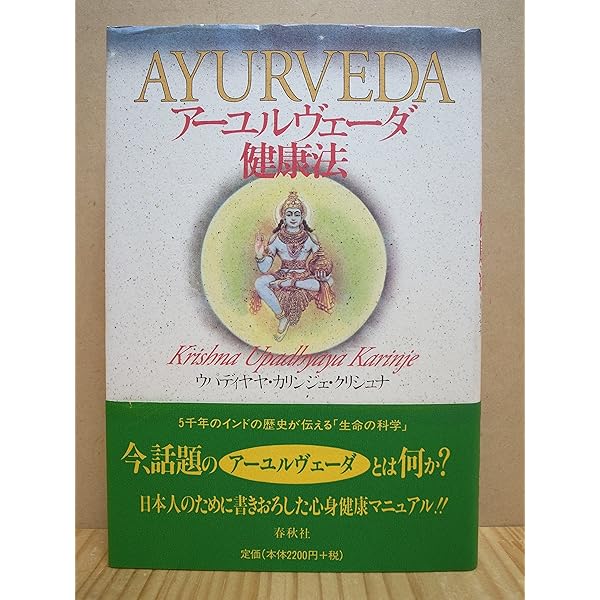 AYURVEDA
アーユルヴェーダ
健康法
Krishna Upadhyaya Karinje
ウパディヤヤ・カリンジェ・クリシュナ
5千年のインドの歴史が伝える「生命の科学」
今、話題のアーユルヴェーダとは何か?
日本人のために書きおろした心身健康マニュアル!!
春秋社
定価(本体2200円+税)